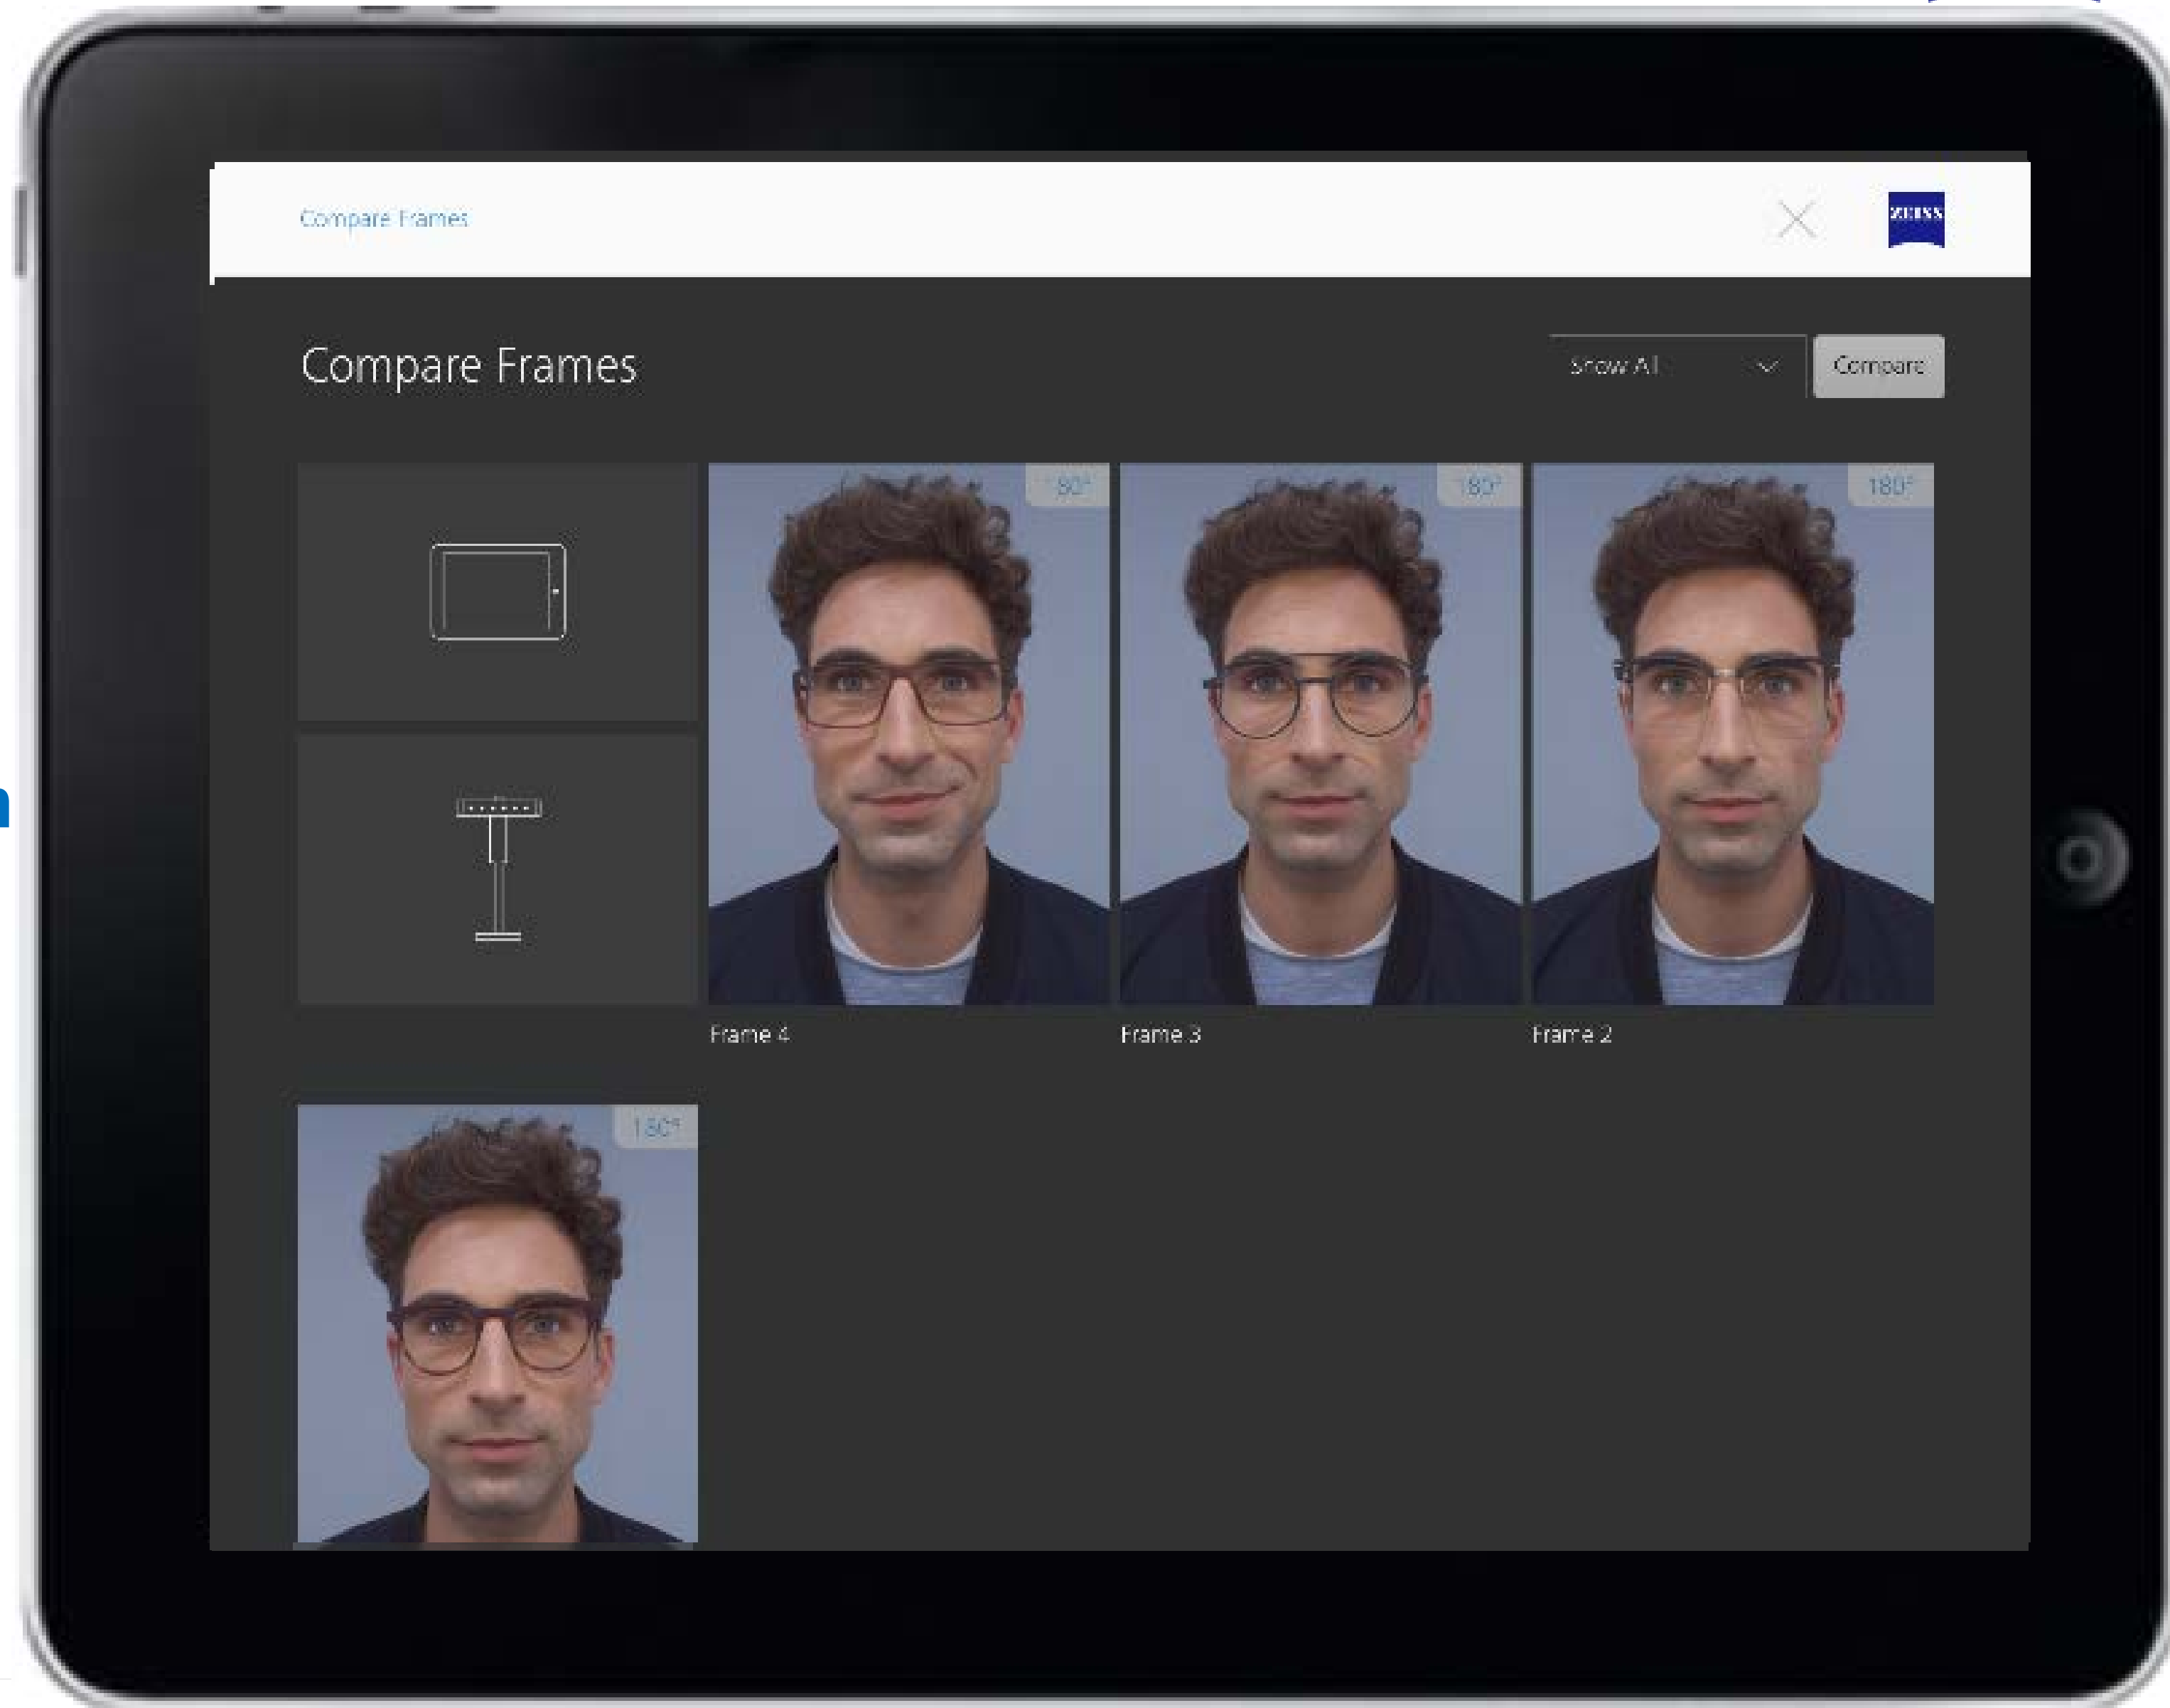 Compare Frames
ZEISS
Compare Frames
Show All
Compare
180°
180°
180°
Frame 4
Frame 3
Frame 2
180°